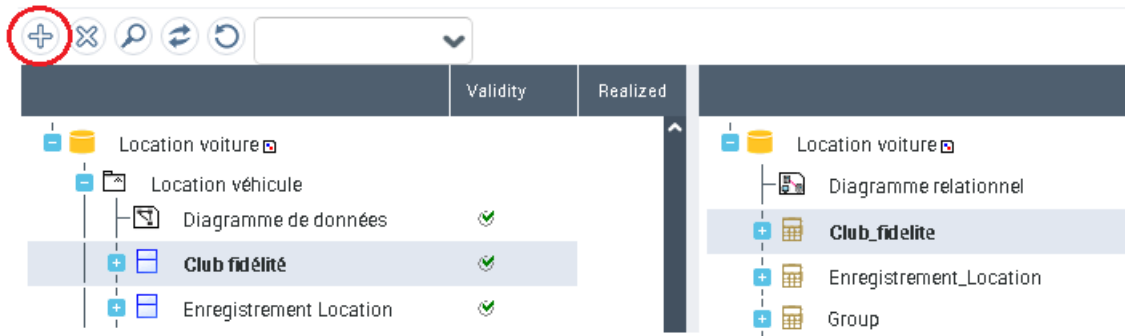 Validity Realized
Location voiture
Location véhicule
Diagramme de données
Club fidélité
Enregistrement Location
Location voiture
Diagramme relationnel
Club_fidelite
Enregistrement_Location
Group